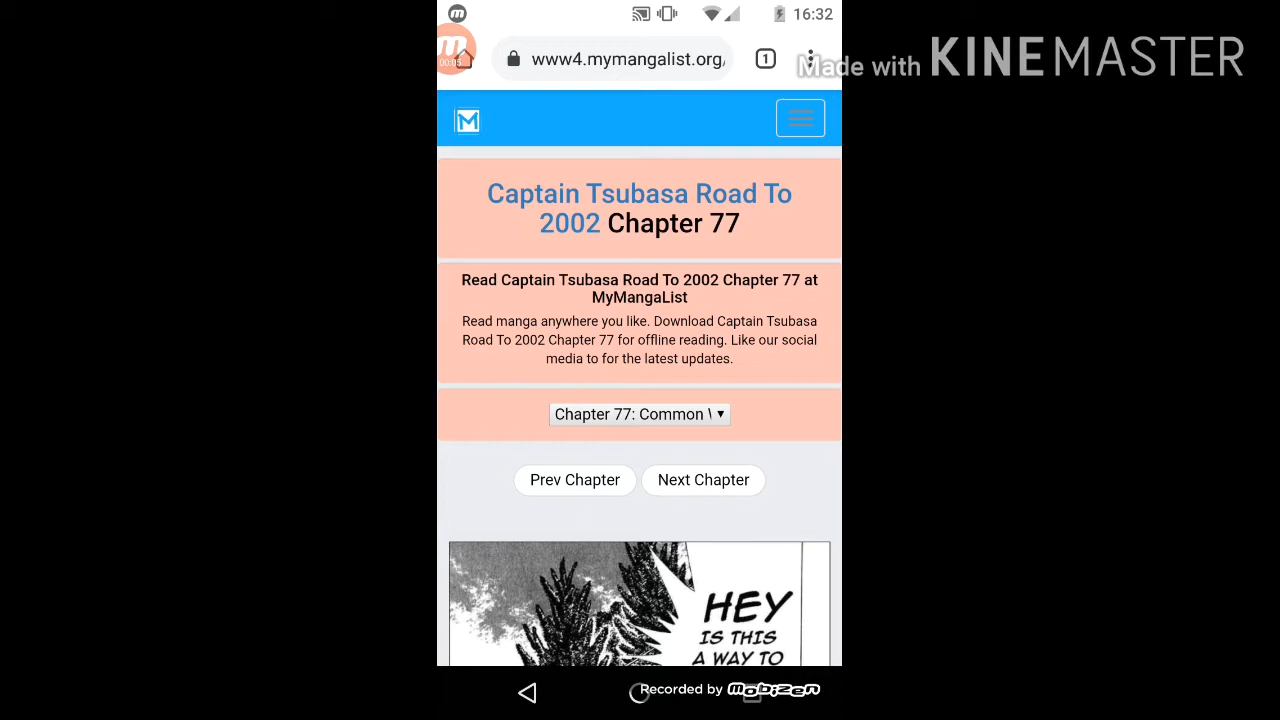 16:32
00:05
www4.mymangalist.org/
1
Made with KINEMASTER
Captain Tsubasa Road To
2002 Chapter 77
Read Captain Tsubasa Road To 2002 Chapter 77 at
MyMangaList
Read manga anywhere you like. Download Captain Tsubasa
Road To 2002 Chapter 77 for offline reading. Like our social
media to for the latest updates.
Chapter 77: Common
Prev Chapter Next Chapter
HEY
IS THIS
A WAY TO
Recorded by mobizen